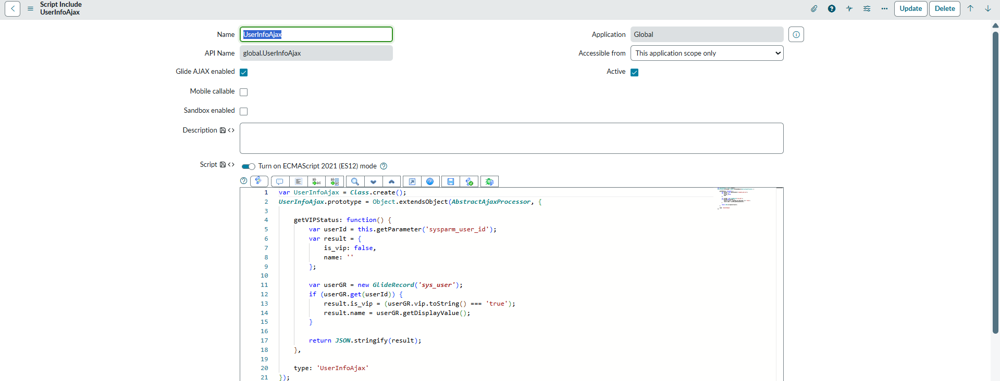 Script Include
UserInfoAjax
Update
Delete
Name
UserInfoAjax
Application
Global
API Name
global.UserInfoAjax
Accessible from
This application scope only
Glide AJAX enabled
Active
Mobile callable
Sandbox enabled
Description
Script
Turn on ECMAScript 2021 (ES12) mode
1 var UserInfoAjax = Class.create();
2 UserInfoAjax.prototype = Object.extendsObject(AbstractAjaxProcessor, {
3
4 getVIPStatus: function() {
5 var userId = this.getParameter('sysparm_user_id');
6 var result = {
7 is_vip: false,
8 name: ''
9 };
10
11 var userGR = new GlideRecord('sys_user');
12 if (userGR.get(userId)) {
13 result.is_vip = (userGR.vip.toString() === 'true');
14 result.name = userGR.getDisplayValue();
15 }
16
17 return JSON.stringify(result);
18 },
19
20 type: 'UserInfoAjax'
21 });